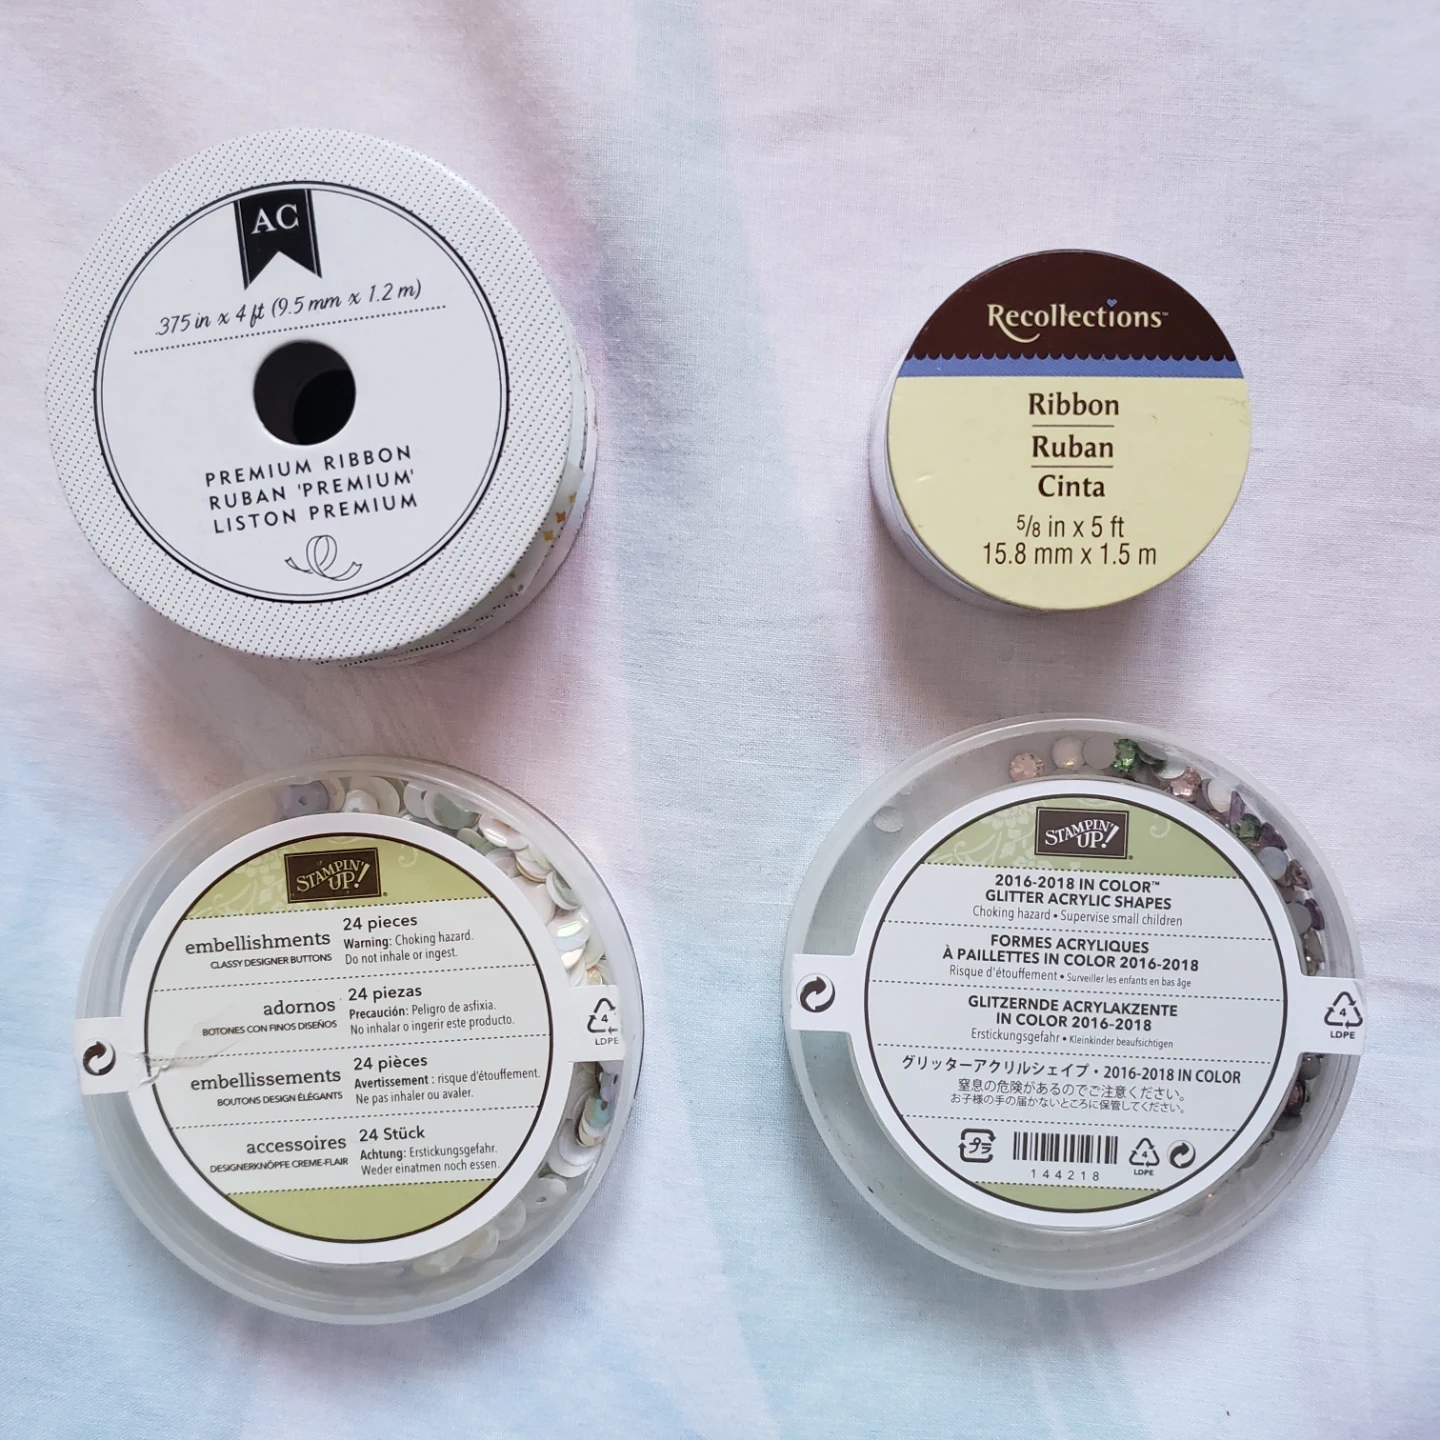 AC
.375 in x 4 ft (9.5 mm x 1.2 m)
PREMIUM RIBBON
RUBAN 'PREMIUM'
LISTON PREMIUM
Recollections™
Ribbon
Ruban
Cinta
5/8 in x 5 ft
15.8 mm x 1.5 m
STAMPIN'
UP!®
embellishments
CLASSY DESIGNER BUTTONS
24 pieces
Warning: Choking hazard.
Do not inhale or ingest.
adornos
BOTONES CON FINOS DISEÑOS
24 piezas
Precaución: Peligro de asfixia.
No inhalar o ingerir este producto.
embellissements
BOUTONS DESIGN ÉLÉGANTS
24 pièces
Avertissement : risque d'étouffement.
Ne pas inhaler ou avaler.
accessoires
DESIGNERKNÖPFE CREME-FLAIR
24 Stück
Achtung: Erstickungsgefahr.
Weder einatmen noch essen.
4
LDPE
STAMPIN'
UP!®
2016-2018 IN COLOR™
GLITTER ACRYLIC SHAPES
Choking hazard • Supervise small children
FORMES ACRYLIQUES
À PAILLETTES IN COLOR 2016-2018
Risque d'étouffement • Surveiller les enfants en bas âge
GLITZERNDE ACRYLAKZENTE
IN COLOR 2016-2018
Erstickungsgefahr • Kleinkinder beaufsichtigen
グリッターアクリルシェイプ・2016-2018 IN COLOR
窒息の危険があるのでご注意ください。
お子様の手の届かないところに保管してください。
プラ
144218
4
LDPE
4
LDPE